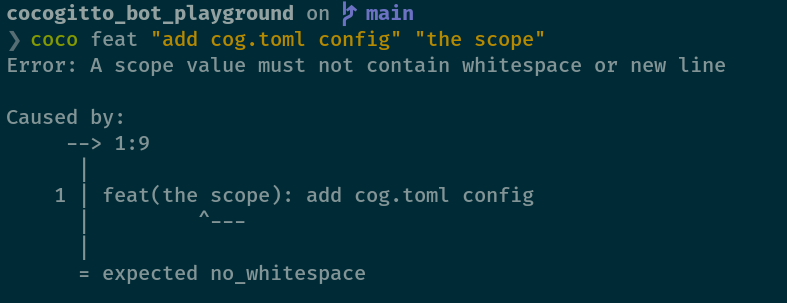 cocogitto_bot_playground on main
❯ coco feat "add cog.toml config" "the scope"
Error: A scope value must not contain whitespace or new line
Caused by:
--> 1:9
|
1 | feat(the scope): add cog.toml config
| ^---
|
= expected no_whitespace